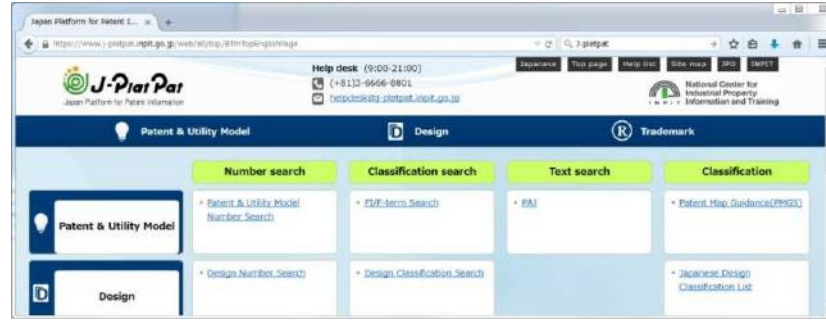 Japan Platform for Patent I...
https://www.j-platpat.inpit.go.jp/web/all/top/BTmTopEnglishPage
J-platpat
J-PlatPat
Japan Platform for Patent Information
Help desk (9:00-21:00)
(+81)3-6666-8801
helpdesk@j-platpat.inpit.go.jp
Japanese Top page Help list Site map JPO INPIT
National Center for
Industrial Property
Information and Training
INPIT
Patent & Utility Model Design Trademark
Number search Classification search Text search Classification
Patent & Utility Model
Patent & Utility Model
Number Search
FI/F-term Search
PAJ
Patent Map Guidance(PMGS)
Design
Design Number Search
Design Classification Search
Japanese Design
Classification List